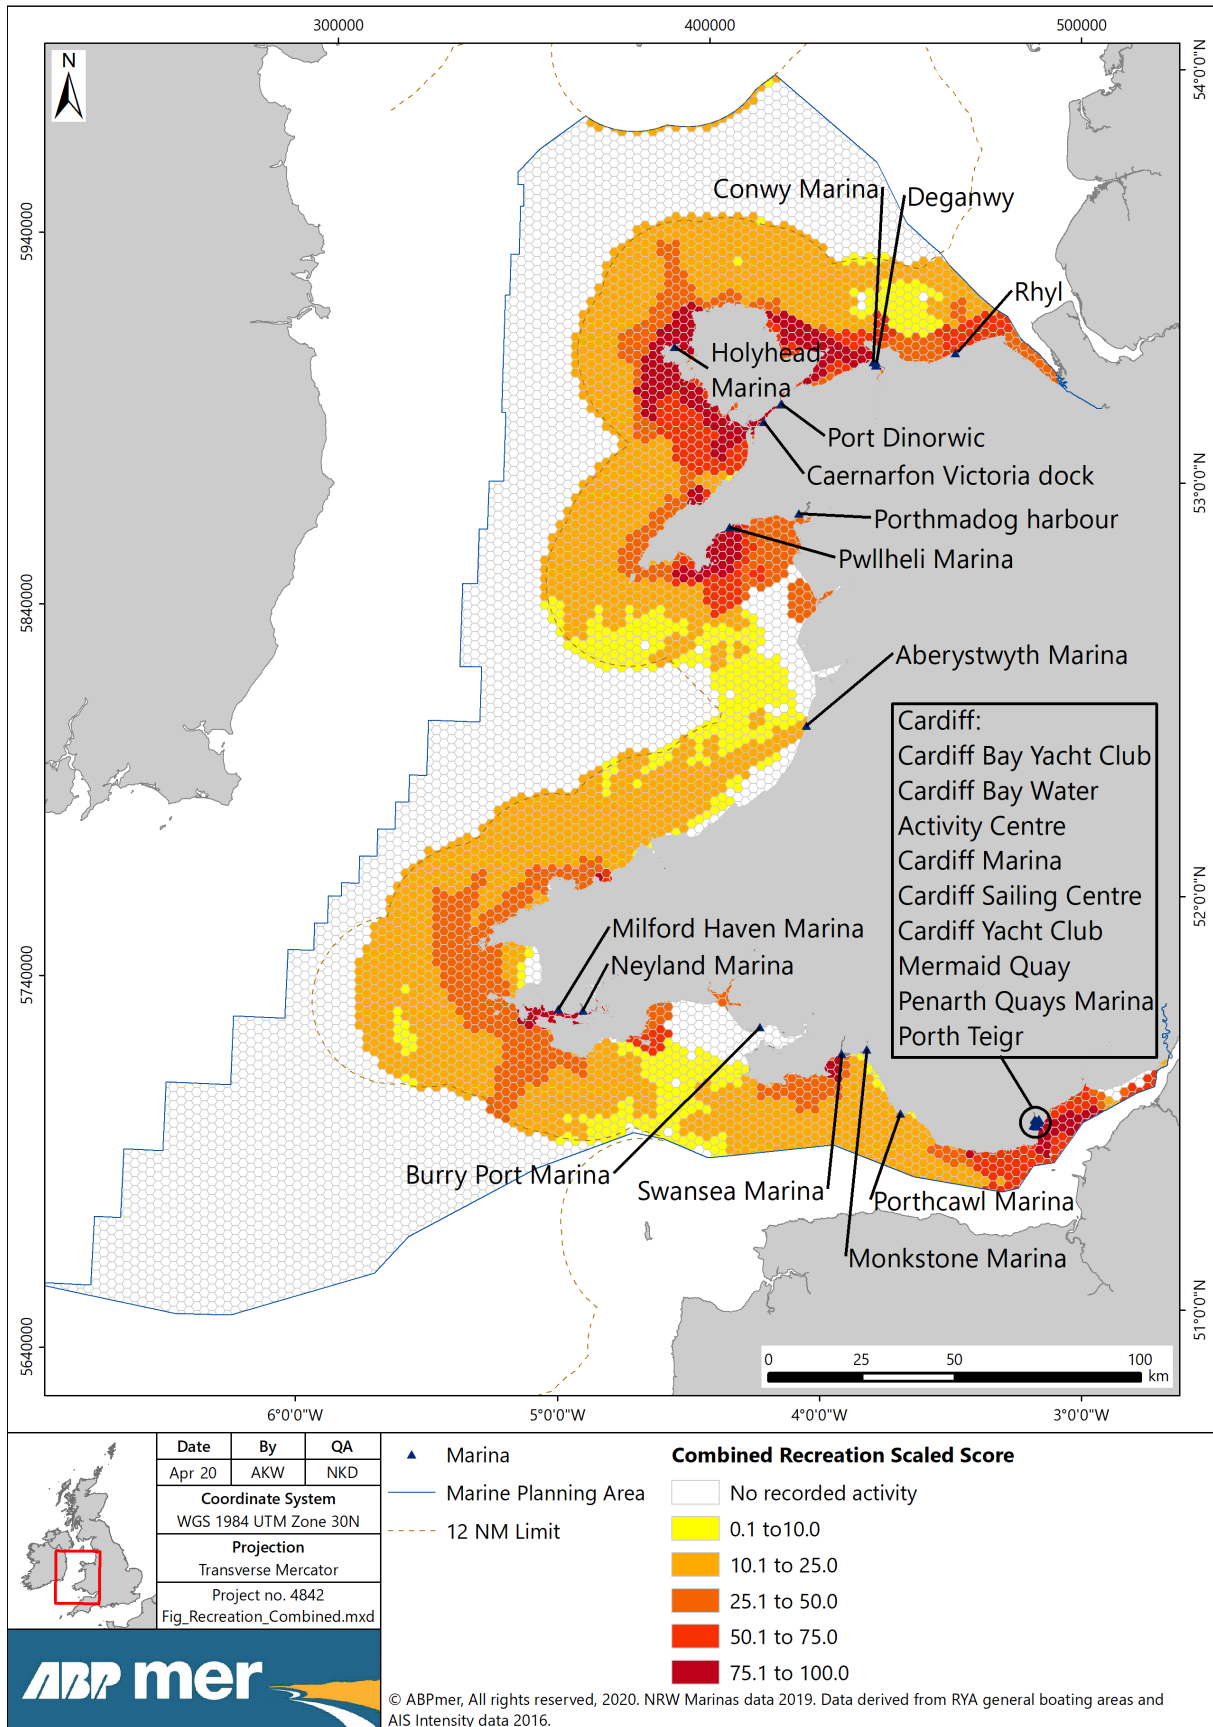 300000
400000
500000
54°0'0"N
N
Conwy Marina
Deganwy
5940000
Rhyl
Holyhead
Marina
Port Dinorwic
Caernarfon Victoria dock
53°0'0"N
Porthmadog harbour
Pwllheli Marina
5840000
Aberystwyth Marina
Cardiff:
Cardiff Bay Yacht Club
Cardiff Bay Water
Activity Centre
Cardiff Marina
Cardiff Sailing Centre
Cardiff Yacht Club
Mermaid Quay
Penarth Quays Marina
Porth Teigr
52°0'0"N
Milford Haven Marina
Neyland Marina
5740000
Burry Port Marina
Swansea Marina
Porthcawl Marina
Monkstone Marina
51°0'0"N
5640000
0 25 50 100
km
6°0'0"W
5°0'0"W
4°0'0"W
3°0'0"W
Date By QA
Apr 20 AKW NKD
Coordinate System
WGS 1984 UTM Zone 30N
Projection
Transverse Mercator
Project no. 4842
Fig_Recreation_Combined.mxd
ABP mer
Marina
Marine Planning Area
12 NM Limit
Combined Recreation Scaled Score
No recorded activity
0.1 to10.0
10.1 to 25.0
25.1 to 50.0
50.1 to 75.0
75.1 to 100.0
© ABPmer, All rights reserved, 2020. NRW Marinas data 2019. Data derived from RYA general boating areas and
AIS Intensity data 2016.